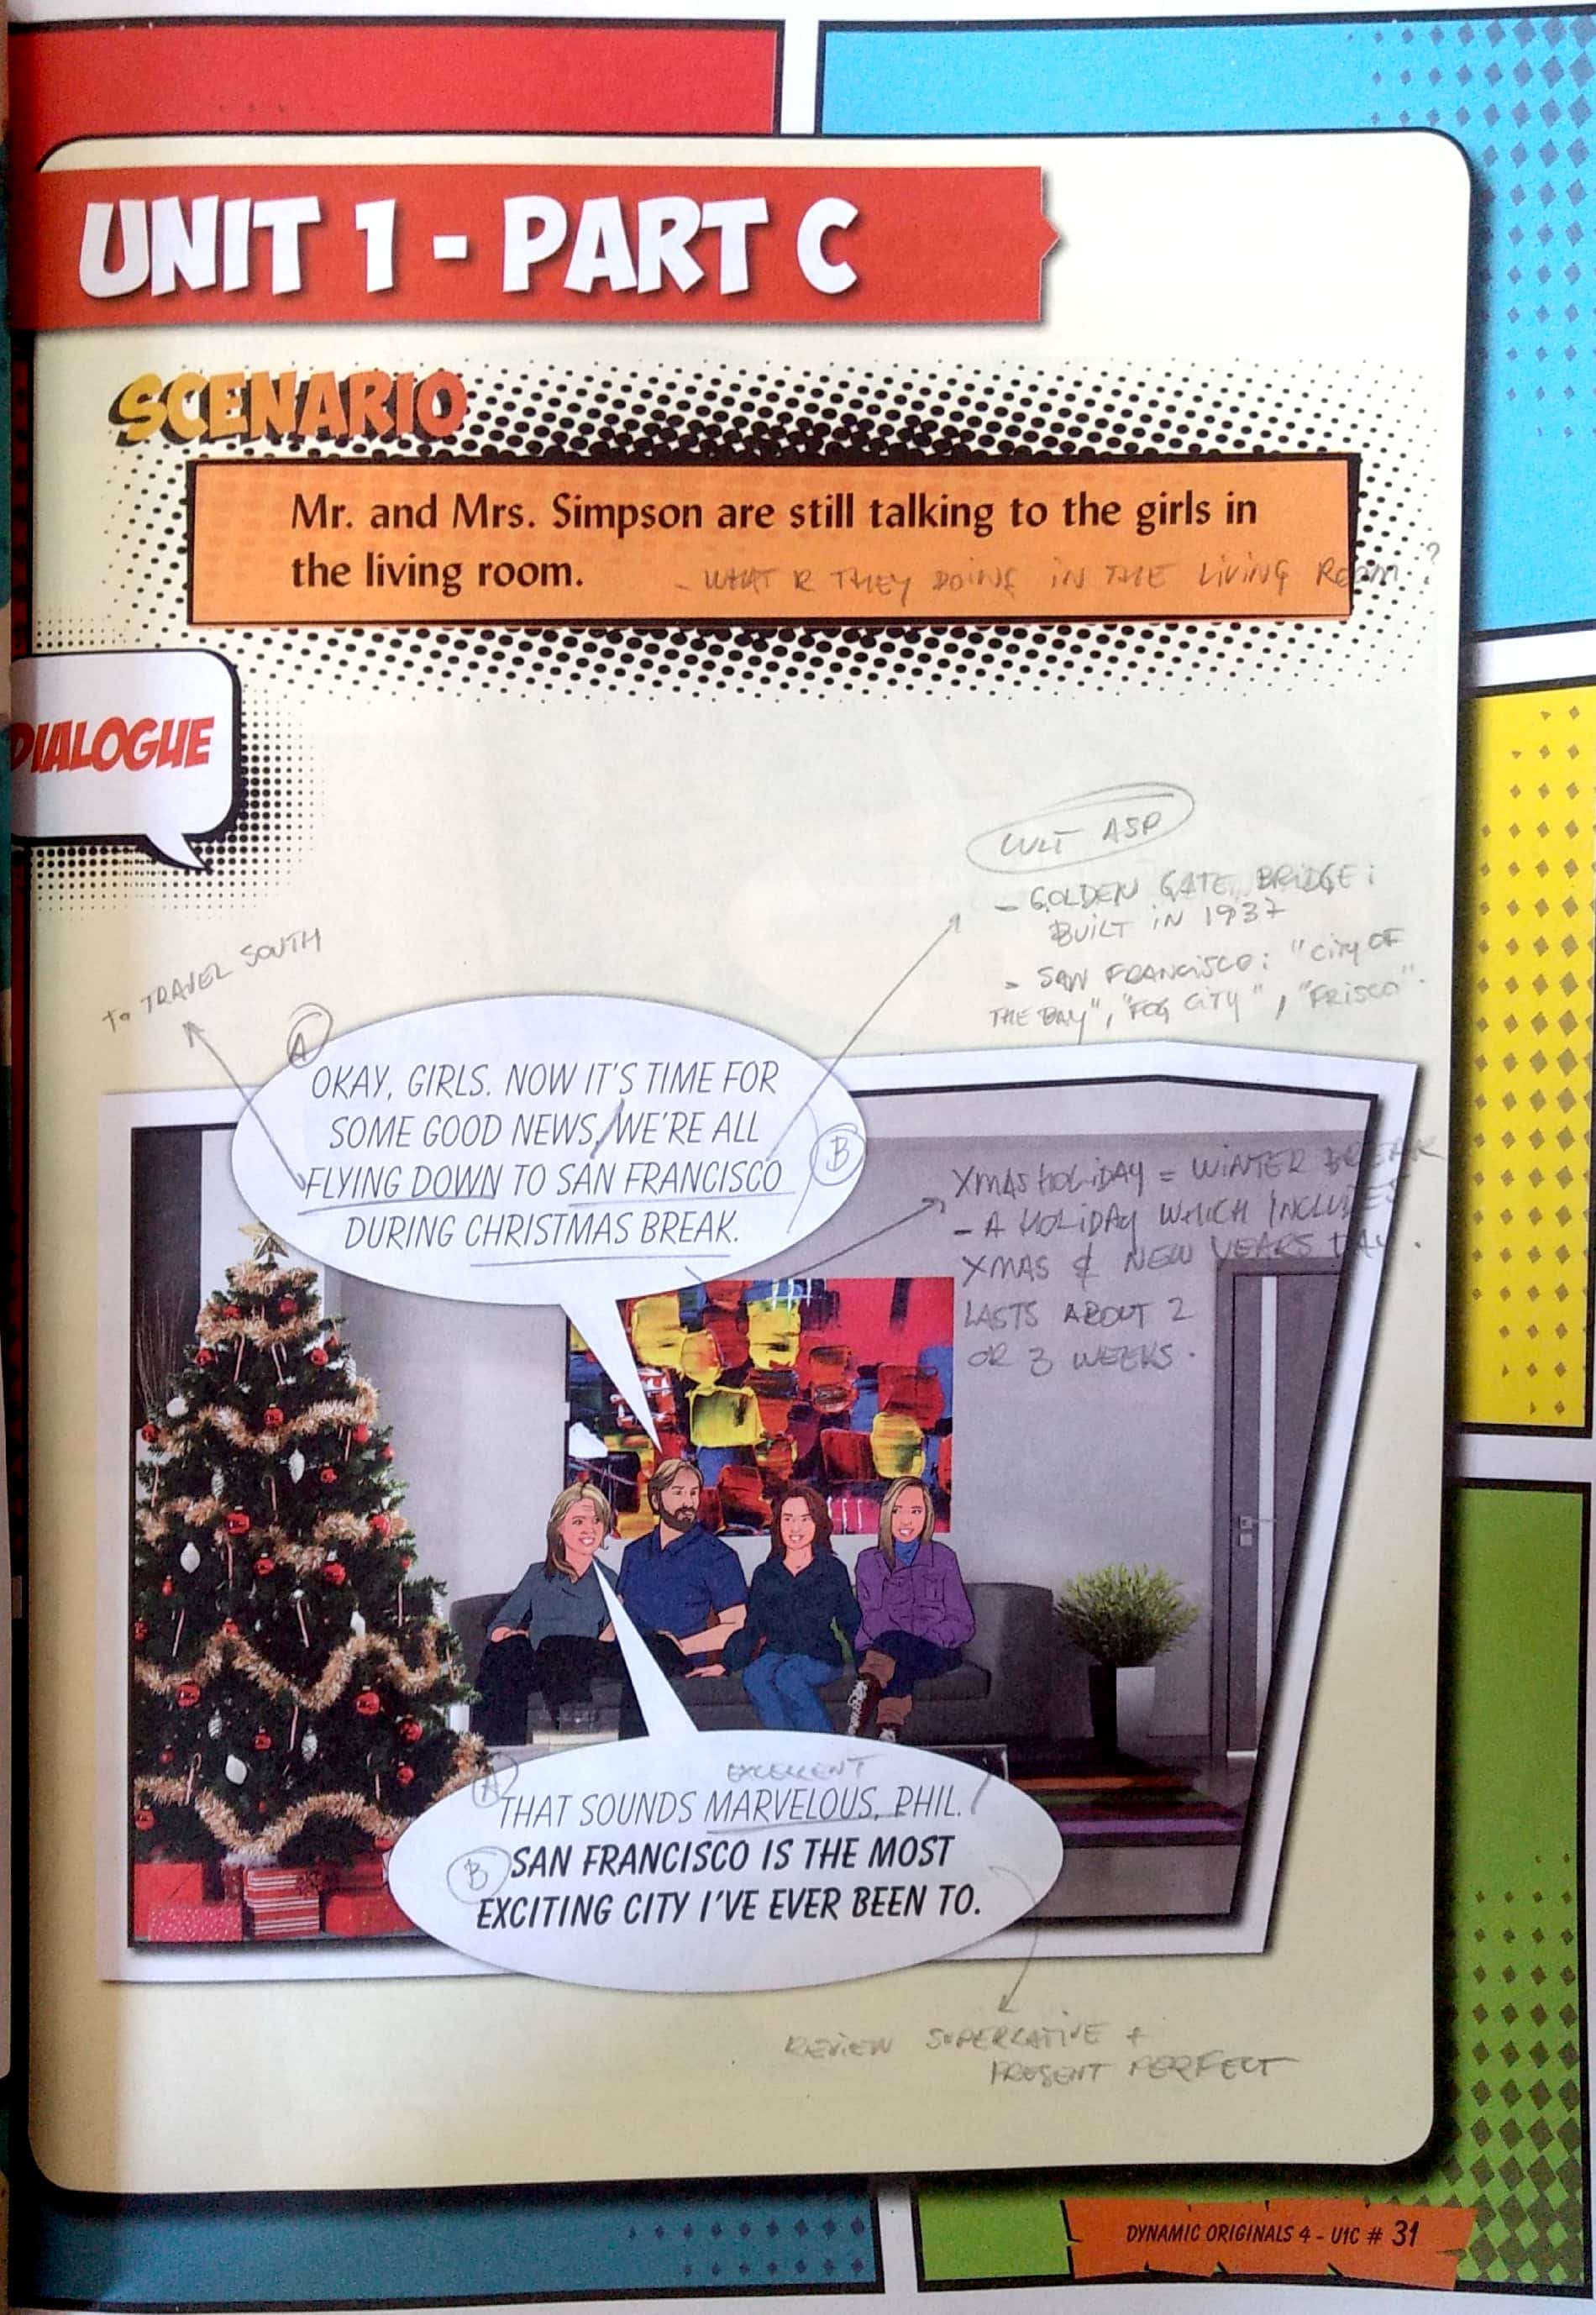 UNIT 1 - PART C
SCENARIO
Mr. and Mrs. Simpson are still talking to the girls in
the living room.
- WHAT R THEY DOING IN THE LIVING ROOM?
DIALOGUE
CULT ASP
- GOLDEN GATE BRIDGE:
BUILT IN 1937
- SAN FRANCISCO: "CITY OF
THE BAY", "FOG CITY", "FRISCO".
TO TRAVEL SOUTH
A
OKAY, GIRLS. NOW IT'S TIME FOR
SOME GOOD NEWS, WE'RE ALL
FLYING DOWN TO SAN FRANCISCO
DURING CHRISTMAS BREAK.
B
XMAS HOLIDAY = WINTER BREAK
- A HOLIDAY WHICH INCLUDES
XMAS & NEW YEARS DAY.
LASTS ABOUT 2
OR 3 WEEKS.
EXCELLENT
A THAT SOUNDS MARVELOUS, PHIL.
B SAN FRANCISCO IS THE MOST
EXCITING CITY I'VE EVER BEEN TO.
REVIEW SUPERLATIVE +
PRESENT PERFECT
DYNAMIC ORIGINALS 4 - U1C # 31